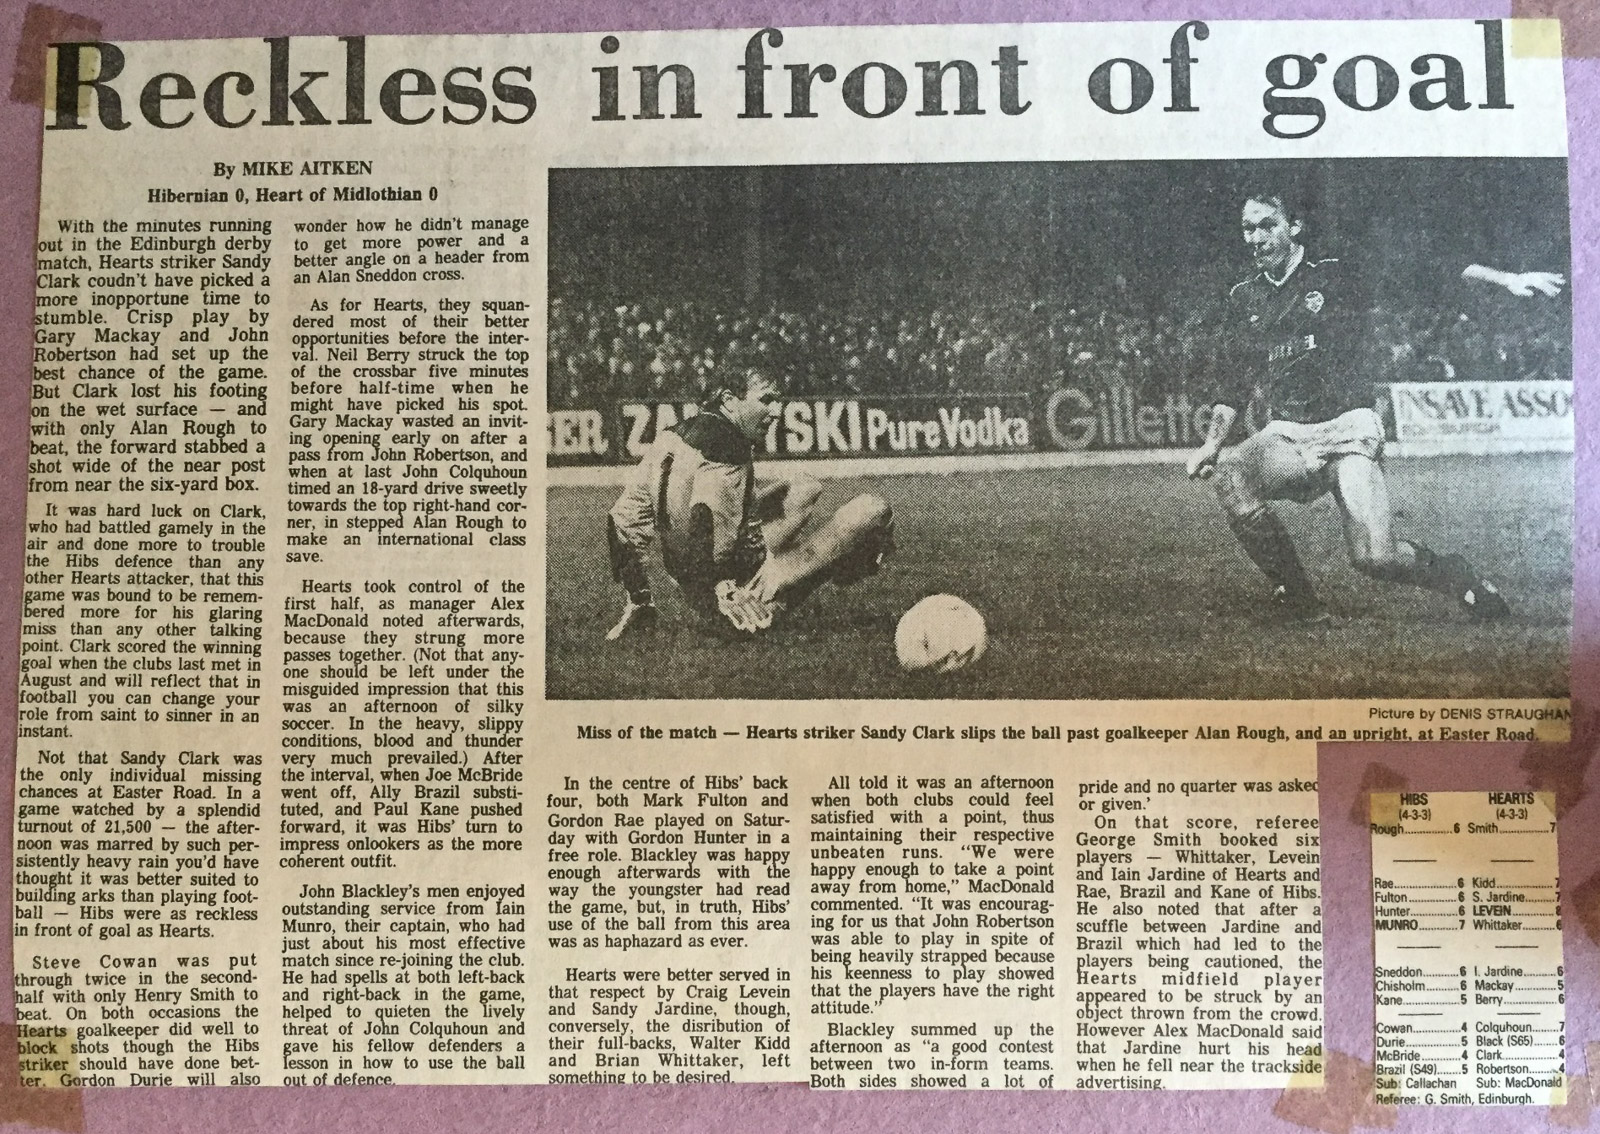 Reckless in front of goal
By MIKE AITKEN
Hibernian 0, Heart of Midlothian 0
With the minutes running
out in the Edinburgh derby
match, Hearts striker Sandy
Clark coudn't have picked a
more inopportune time to
stumble. Crisp play by
Gary Mackay and John
Robertson had set up the
best chance of the game.
But Clark lost his footing
on the wet surface — and
with only Alan Rough to
beat, the forward stabbed a
shot wide of the near post
from near the six-yard box.
It was hard luck on Clark,
who had battled gamely in the
air and done more to trouble
the Hibs defence than any
other Hearts attacker, that this
game was bound to be remem-
bered more for his glaring
miss than any other talking
point. Clark scored the winning
goal when the clubs last met in
August and will reflect that in
football you can change your
role from saint to sinner in an
instant.
Not that Sandy Clark was
the only individual missing
chances at Easter Road. In a
game watched by a splendid
turnout of 21,500 — the after-
noon was marred by such per-
sistently heavy rain you'd have
thought it was better suited to
building arks than playing foot-
ball — Hibs were as reckless
in front of goal as Hearts.
Steve Cowan was put
through twice in the second-
half with only Henry Smith to
beat. On both occasions the
Hearts goalkeeper did well to
block shots though the Hibs
striker should have done bet-
ter. Gordon Durie will also
wonder how he didn't manage
to get more power and a
better angle on a header from
an Alan Sneddon cross.
As for Hearts, they squan-
dered most of their better
opportunities before the inter-
val. Neil Berry struck the top
of the crossbar five minutes
before half-time when he
might have picked his spot.
Gary Mackay wasted an invit-
ing opening early on after a
pass from John Robertson, and
when at last John Colquhoun
timed an 18-yard drive sweetly
towards the top right-hand cor-
ner, in stepped Alan Rough to
make an international class
save.
Hearts took control of the
first half, as manager Alex
MacDonald noted afterwards,
because they strung more
passes together. (Not that any-
one should be left under the
misguided impression that this
was an afternoon of silky
soccer. In the heavy, slippy
conditions, blood and thunder
very much prevailed.) After
the interval, when Joe McBride
went off, Ally Brazil substi-
tuted, and Paul Kane pushed
forward, it was Hibs' turn to
impress onlookers as the more
coherent outfit.
John Blackley's men enjoyed
outstanding service from Iain
Munro, their captain, who had
just about his most effective
match since re-joining the club.
He had spells at both left-back
and right-back in the game,
helped to quieten the lively
threat of John Colquhoun and
gave his fellow defenders a
lesson in how to use the ball
out of defence.
PureVodka
Gillette
Picture by DENIS STRAUGHAN
Miss of the match — Hearts striker Sandy Clark slips the ball past goalkeeper Alan Rough, and an upright, at Easter Road.
In the centre of Hibs' back
four, both Mark Fulton and
Gordon Rae played on Satur-
day with Gordon Hunter in a
free role. Blackley was happy
enough afterwards with the
way the youngster had read
the game, but, in truth, Hibs'
use of the ball from this area
was as haphazard as ever.
Hearts were better served in
that respect by Craig Levein
and Sandy Jardine, though,
conversely, the disribution of
their full-backs, Walter Kidd
and Brian Whittaker, left
something to be desired.
All told it was an afternoon
when both clubs could feel
satisfied with a point, thus
maintaining their respective
unbeaten runs. “We were
happy enough to take a point
away from home,” MacDonald
commented. “It was encourag-
ing for us that John Robertson
was able to play in spite of
being heavily strapped because
his keenness to play showed
that the players have the right
attitude.”
Blackley summed up the
afternoon as “a good contest
between two in-form teams.
Both sides showed a lot of
pride and no quarter was asked
or given.’
On that score, referee
George Smith booked six
players — Whittaker, Levein
and Iain Jardine of Hearts and
Rae, Brazil and Kane of Hibs.
He also noted that after a
scuffle between Jardine and
Brazil which had led to the
players being cautioned, the
Hearts midfield player
appeared to be struck by an
object thrown from the crowd.
However Alex MacDonald said
that Jardine hurt his head
when he fell near the trackside
advertising.
HIBS HEARTS
(4-3-3) (4-3-3)
Rough.............6 Smith.............7
Rae.............6 Kidd.............7
Fulton.............6 S. Jardine.......7
Hunter.............6 LEVEIN.............8
MUNRO.............7 Whittaker.......6
Sneddon.........6 I. Jardine.........6
Chisholm.........6 Mackay.............5
Kane.............5 Berry.............6
Cowan.............4 Colquhoun.......7
Durie.............5 Black (S65).......6
McBride.............4 Clark.............4
Brazil (S49).......5 Robertson.......4
Sub: Callachan Sub: MacDonald
Referee: G. Smith, Edinburgh.